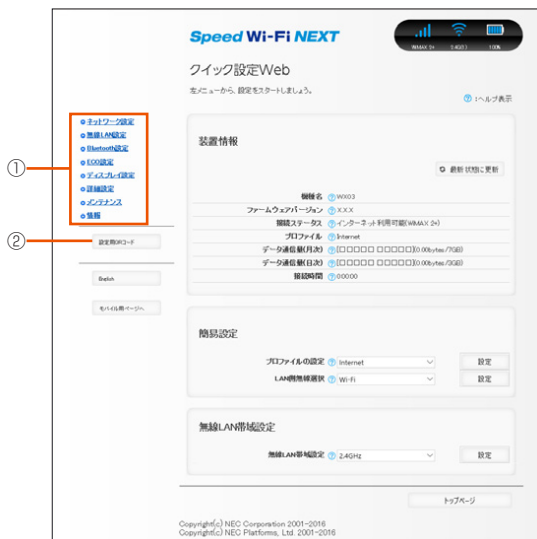 Speed Wi-Fi NEXT
WiMAX 2+ 2.4GHz 100%
クイック設定Web
左メニューから、設定をスタートしましょう。
?:ヘルプ表示
①
ネットワーク設定
無線LAN設定
Bluetooth設定
ECO設定
ディスプレイ設定
詳細設定
メンテナンス
情報
②
設定用QRコード
English
モバイル用ページへ
装置情報
最新状態に更新
機種名 ? WX03
ファームウェアバージョン ? X.X.X
接続ステータス ? インターネット利用可能(WiMAX 2+)
プロファイル ? Internet
データ通信量(月次) ? [□□□□□ □□□□□](0.00bytes/7GB)
データ通信量(日次) ? [□□□□□ □□□□□](0.00bytes/3GB)
接続時間 ? 0:00:00
簡易設定
プロファイルの設定 ? Internet 設定
LAN側無線選択 ? Wi-Fi 設定
無線LAN帯域設定
無線LAN帯域設定 ? 2.4GHz 設定
トップページ
Copyright(c) NEC Corporation 2001-2016
Copyright(c) NEC Platforms, Ltd. 2001-2016